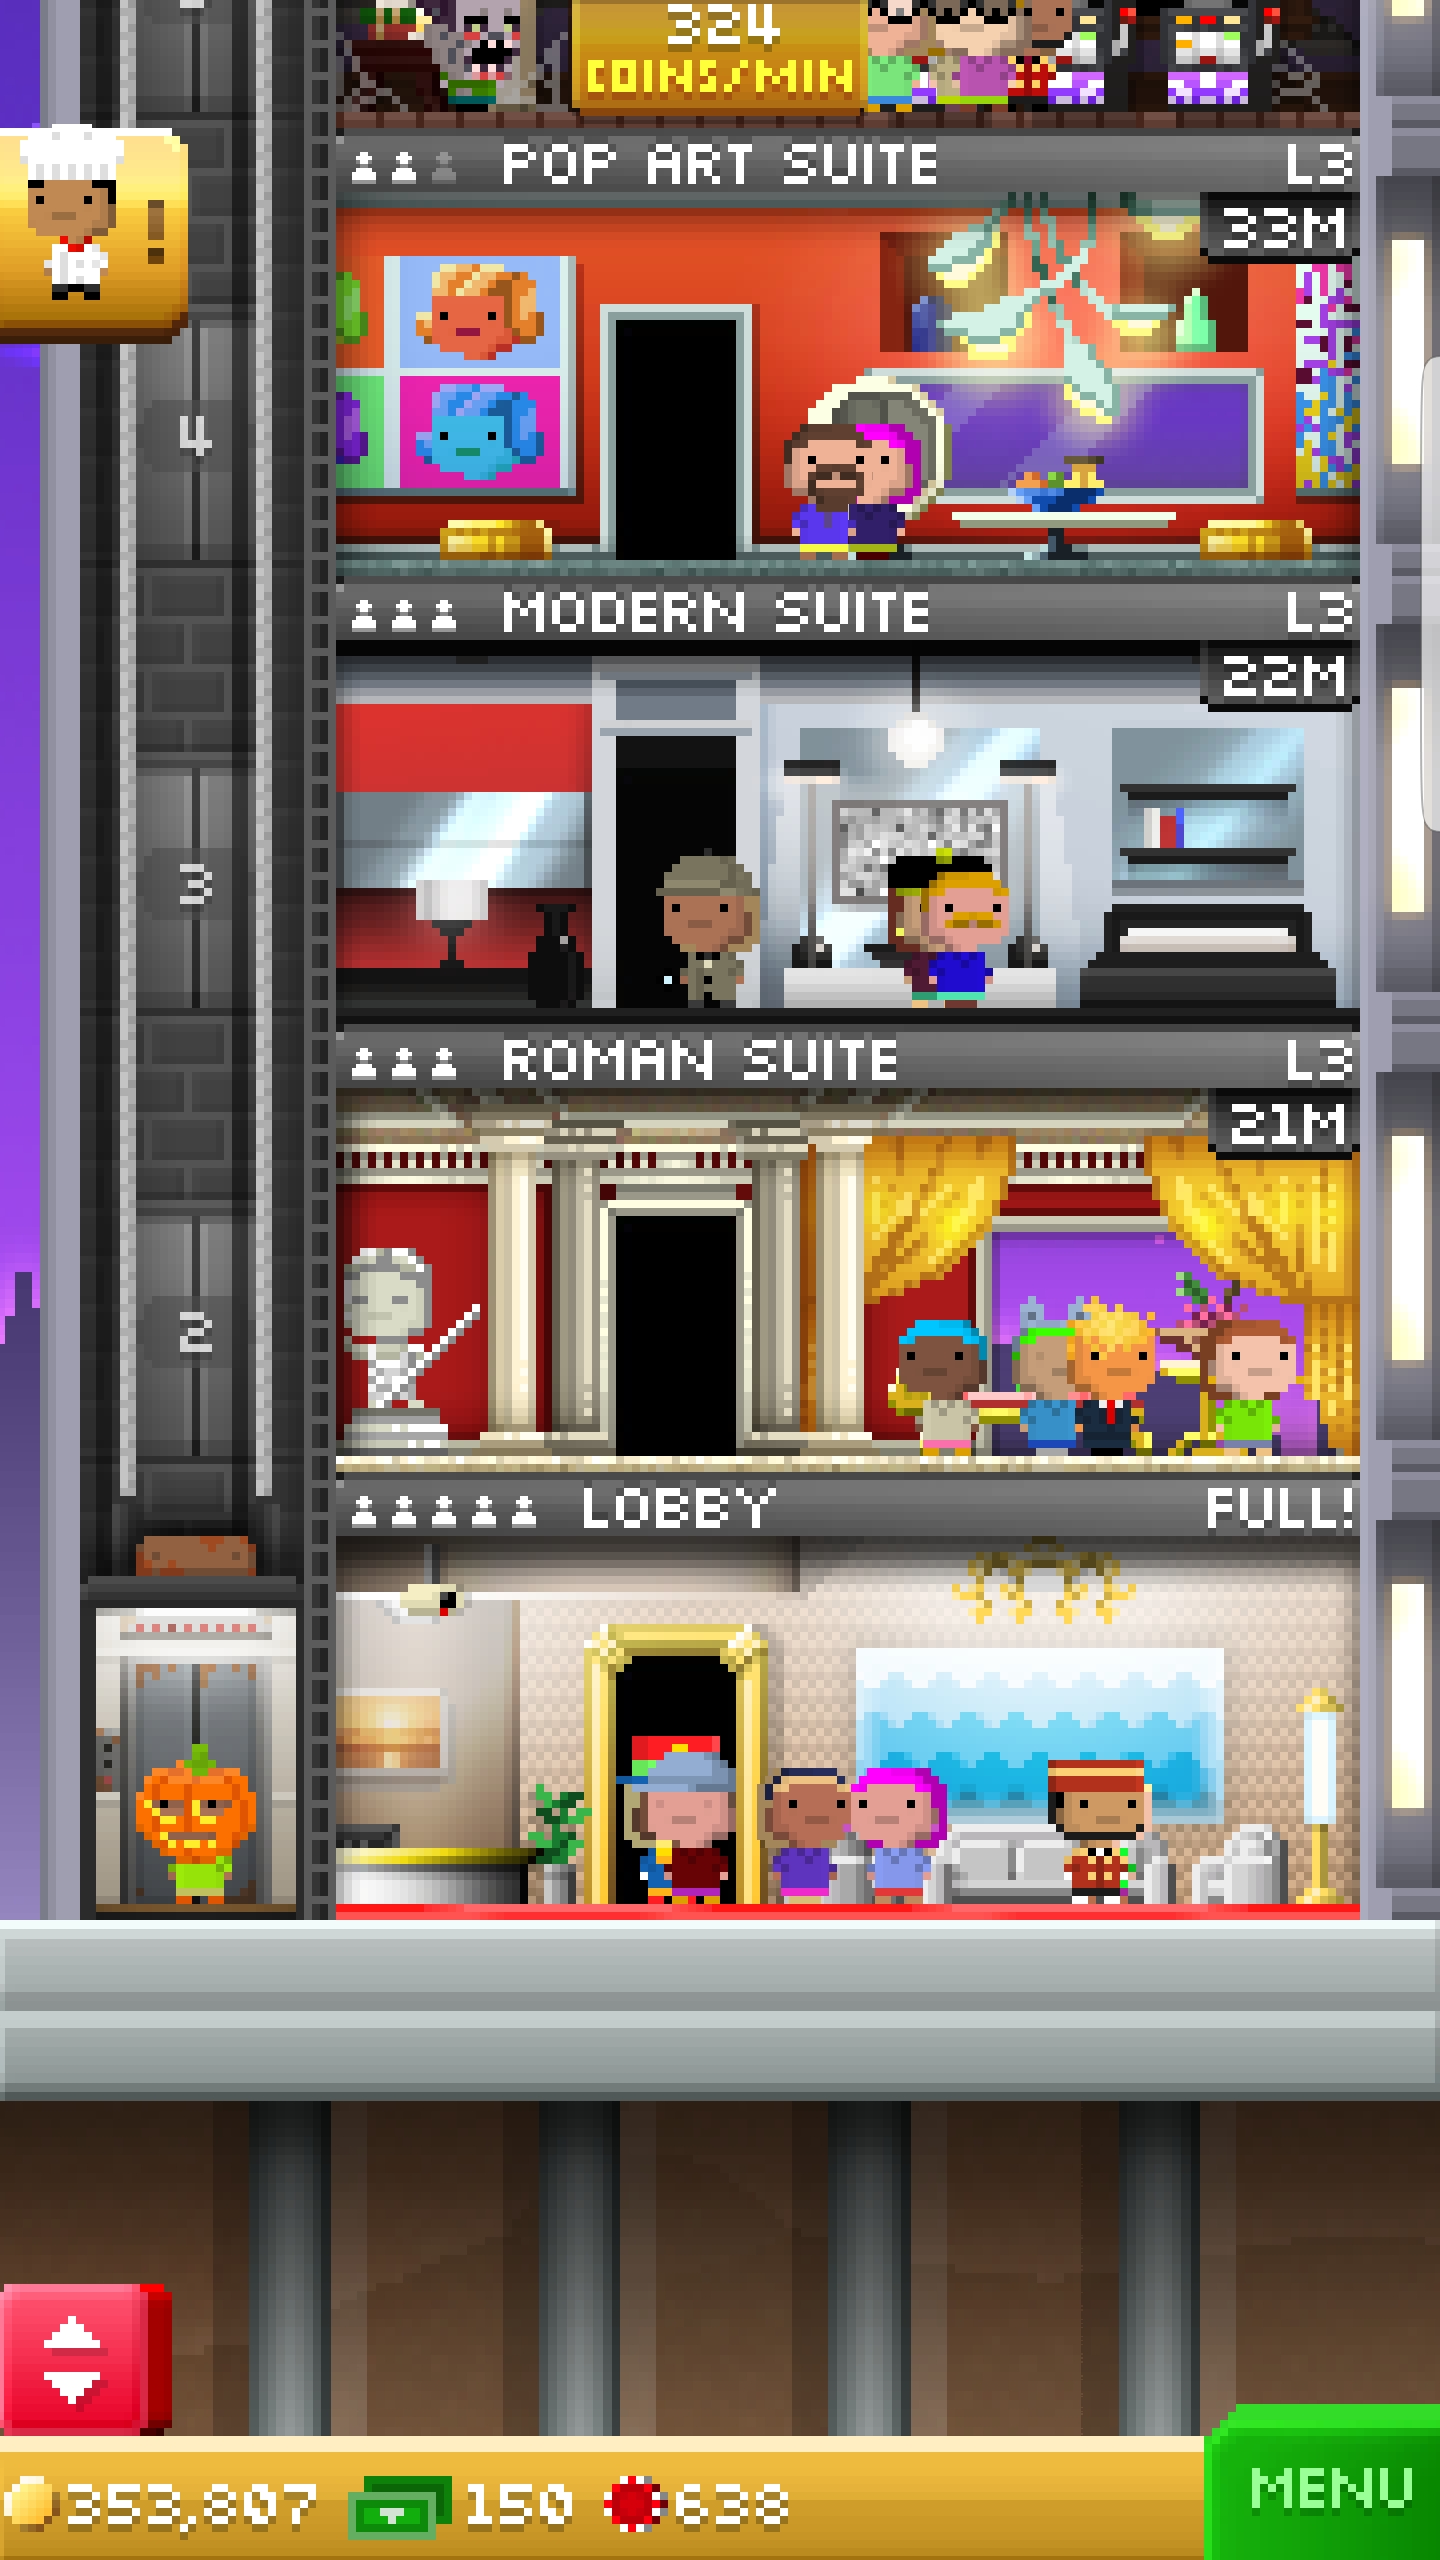 324
COINS/MIN
POP ART SUITE L3
33M
!
4
MODERN SUITE L3
22M
3
ROMAN SUITE L3
21M
2
LOBBY FULL!
353,807 150 638
MENU